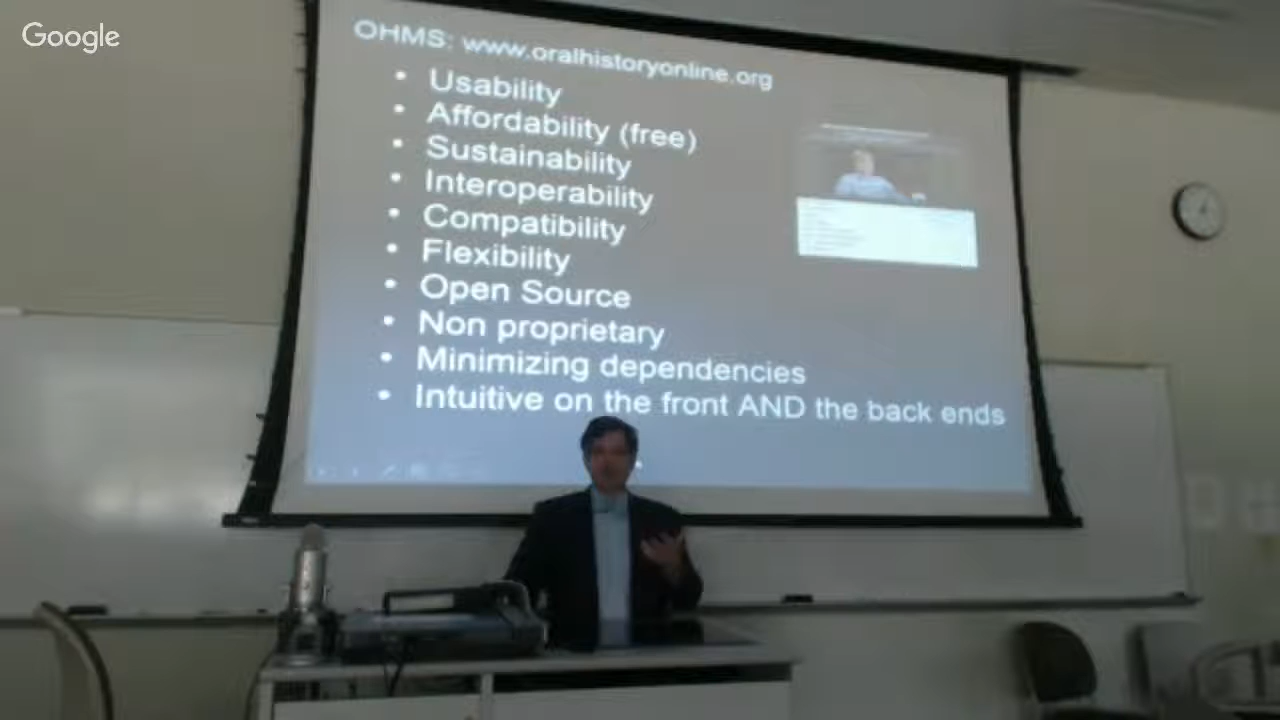 Google
OHMS: www.oralhistoryonline.org
• Usability
• Affordability (free)
• Sustainability
• Interoperability
• Compatibility
• Flexibility
• Open Source
• Non proprietary
• Minimizing dependencies
• Intuitive on the front AND the back ends